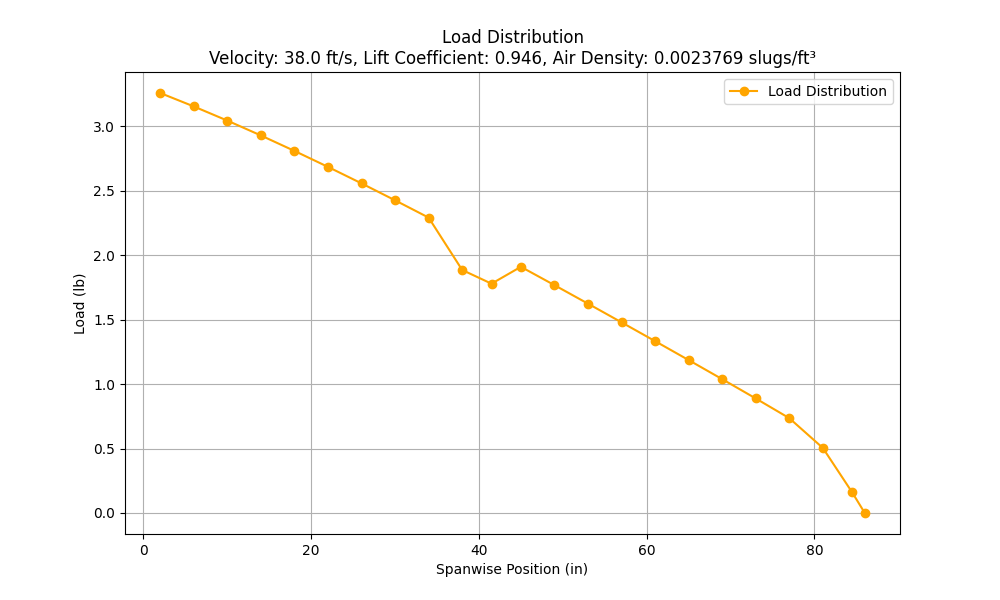 Load Distribution
Velocity: 38.0 ft/s, Lift Coefficient: 0.946, Air Density: 0.0023769 slugs/ft³
Load Distribution
3.0
2.5
2.0
1.5
1.0
0.5
0.0
Load (lb)
0 20 40 60 80
Spanwise Position (in)